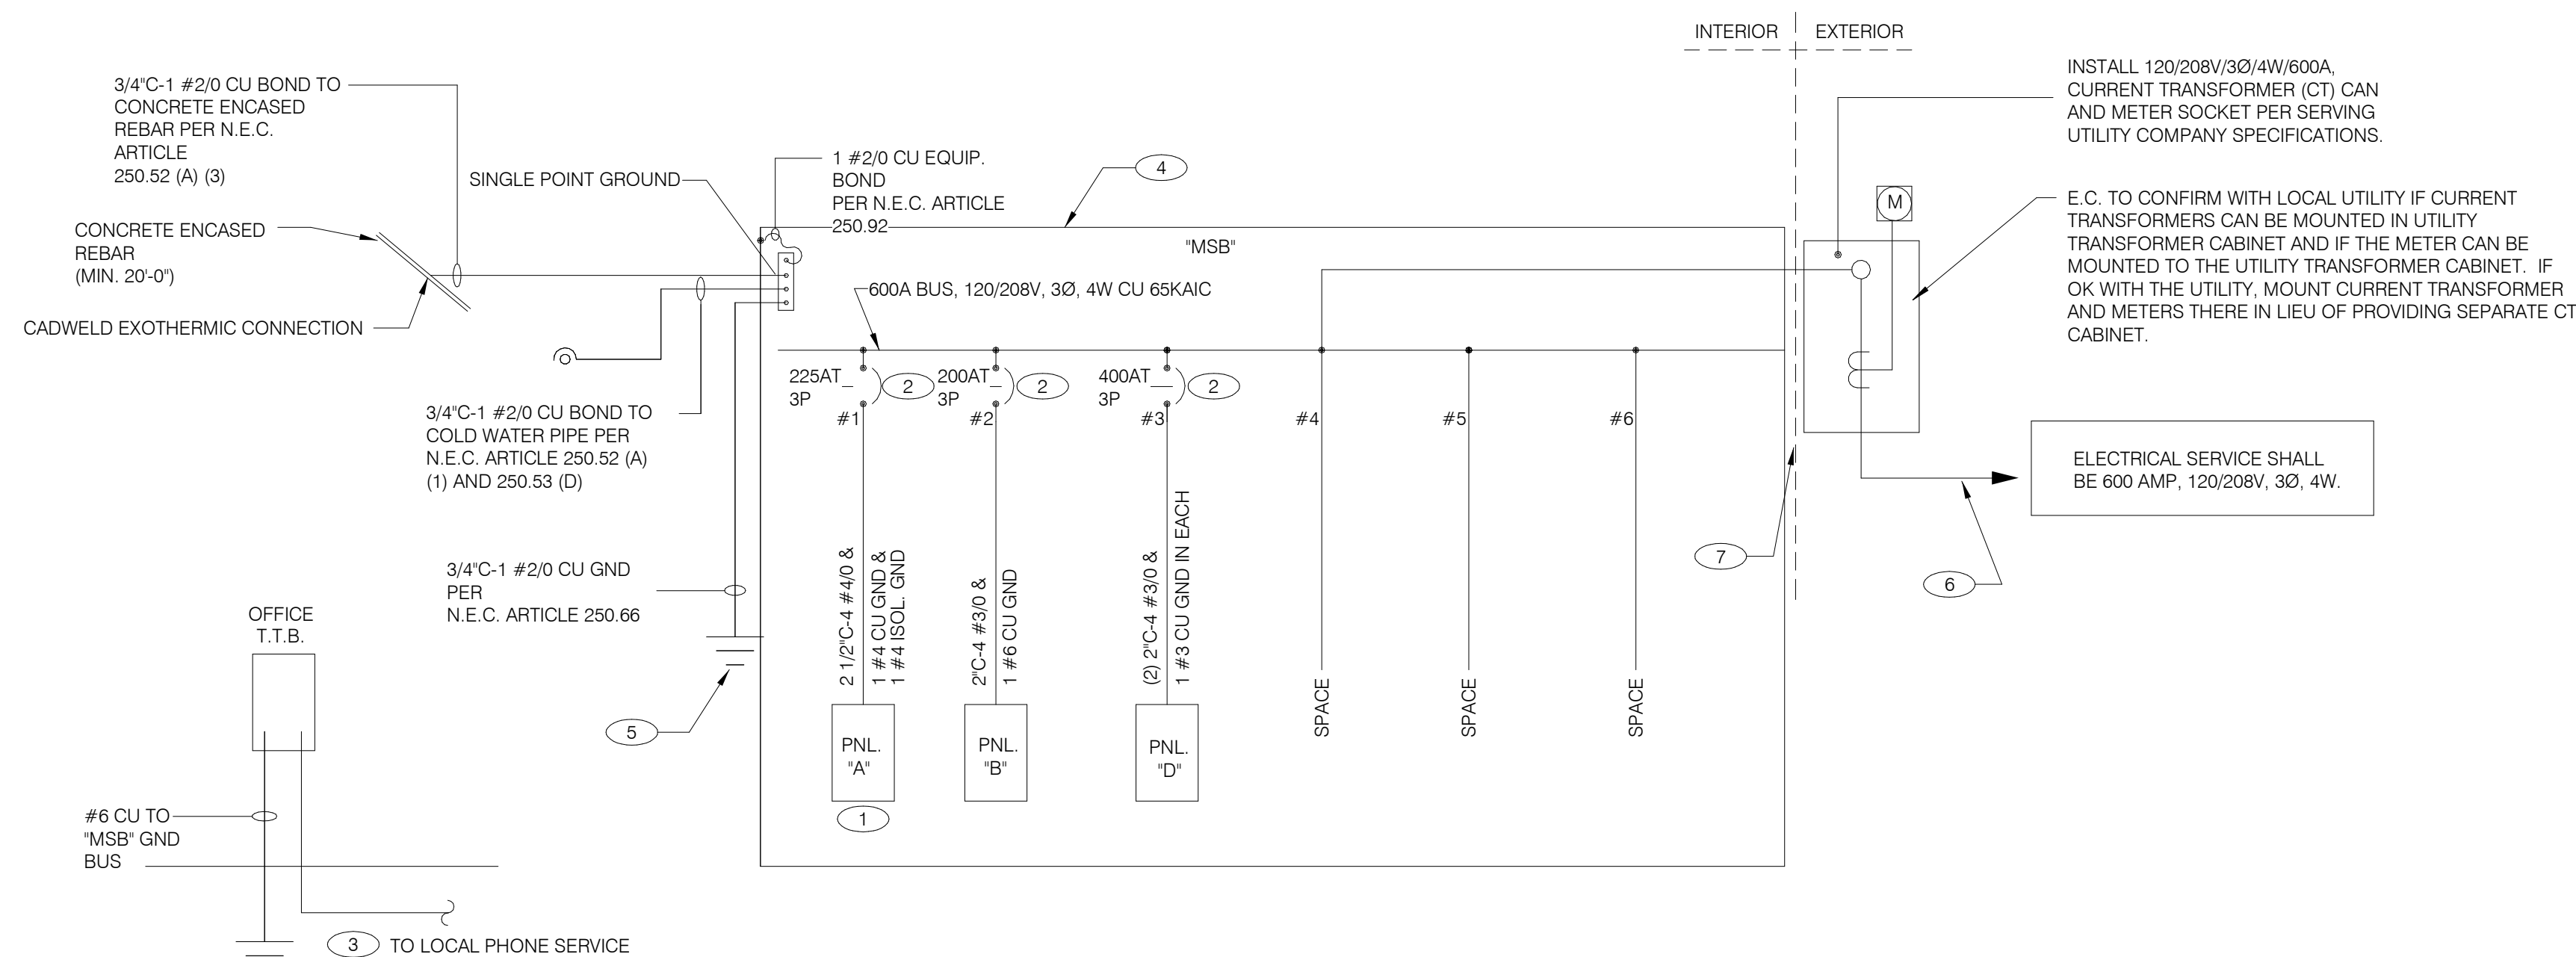 INTERIOR
EXTERIOR
3/4"C-1 #2/0 CU BOND TO
CONCRETE ENCASED
REBAR PER N.E.C.
ARTICLE
250.52 (A) (3)
SINGLE POINT GROUND
CONCRETE ENCASED
REBAR
(MIN. 20'-0")
CADWELD EXOTHERMIC CONNECTION
1 #2/0 CU EQUIP.
BOND
PER N.E.C. ARTICLE
250.92
4
"MSB"
600A BUS, 120/208V, 3Ø, 4W CU 65KAIC
INSTALL 120/208V/3Ø/4W/600A,
CURRENT TRANSFORMER (CT) CAN
AND METER SOCKET PER SERVING
UTILITY COMPANY SPECIFICATIONS.
M
E.C. TO CONFIRM WITH LOCAL UTILITY IF CURRENT
TRANSFORMERS CAN BE MOUNTED IN UTILITY
TRANSFORMER CABINET AND IF THE METER CAN BE
MOUNTED TO THE UTILITY TRANSFORMER CABINET. IF
OK WITH THE UTILITY, MOUNT CURRENT TRANSFORMER
AND METERS THERE IN LIEU OF PROVIDING SEPARATE CT
CABINET.
225AT
3P
2
#1
200AT
3P
2
#2
400AT
3P
2
#3
#4
#5
#6
3/4"C-1 #2/0 CU BOND TO
COLD WATER PIPE PER
N.E.C. ARTICLE 250.52 (A)
(1) AND 250.53 (D)
ELECTRICAL SERVICE SHALL
BE 600 AMP, 120/208V, 3Ø, 4W.
7
6
3/4"C-1 #2/0 CU GND
PER
N.E.C. ARTICLE 250.66
5
2 1/2"C-4 #4/0 &
1 #4 CU GND &
1 #4 ISOL. GND
2"C-4 #3/0 &
1 #6 CU GND
(2) 2"C-4 #3/0 &
1 #3 CU GND IN EACH
SPACE
SPACE
SPACE
PNL.
"A"
1
PNL.
"B"
PNL.
"D"
OFFICE
T.T.B.
#6 CU TO
"MSB" GND
BUS
3
TO LOCAL PHONE SERVICE